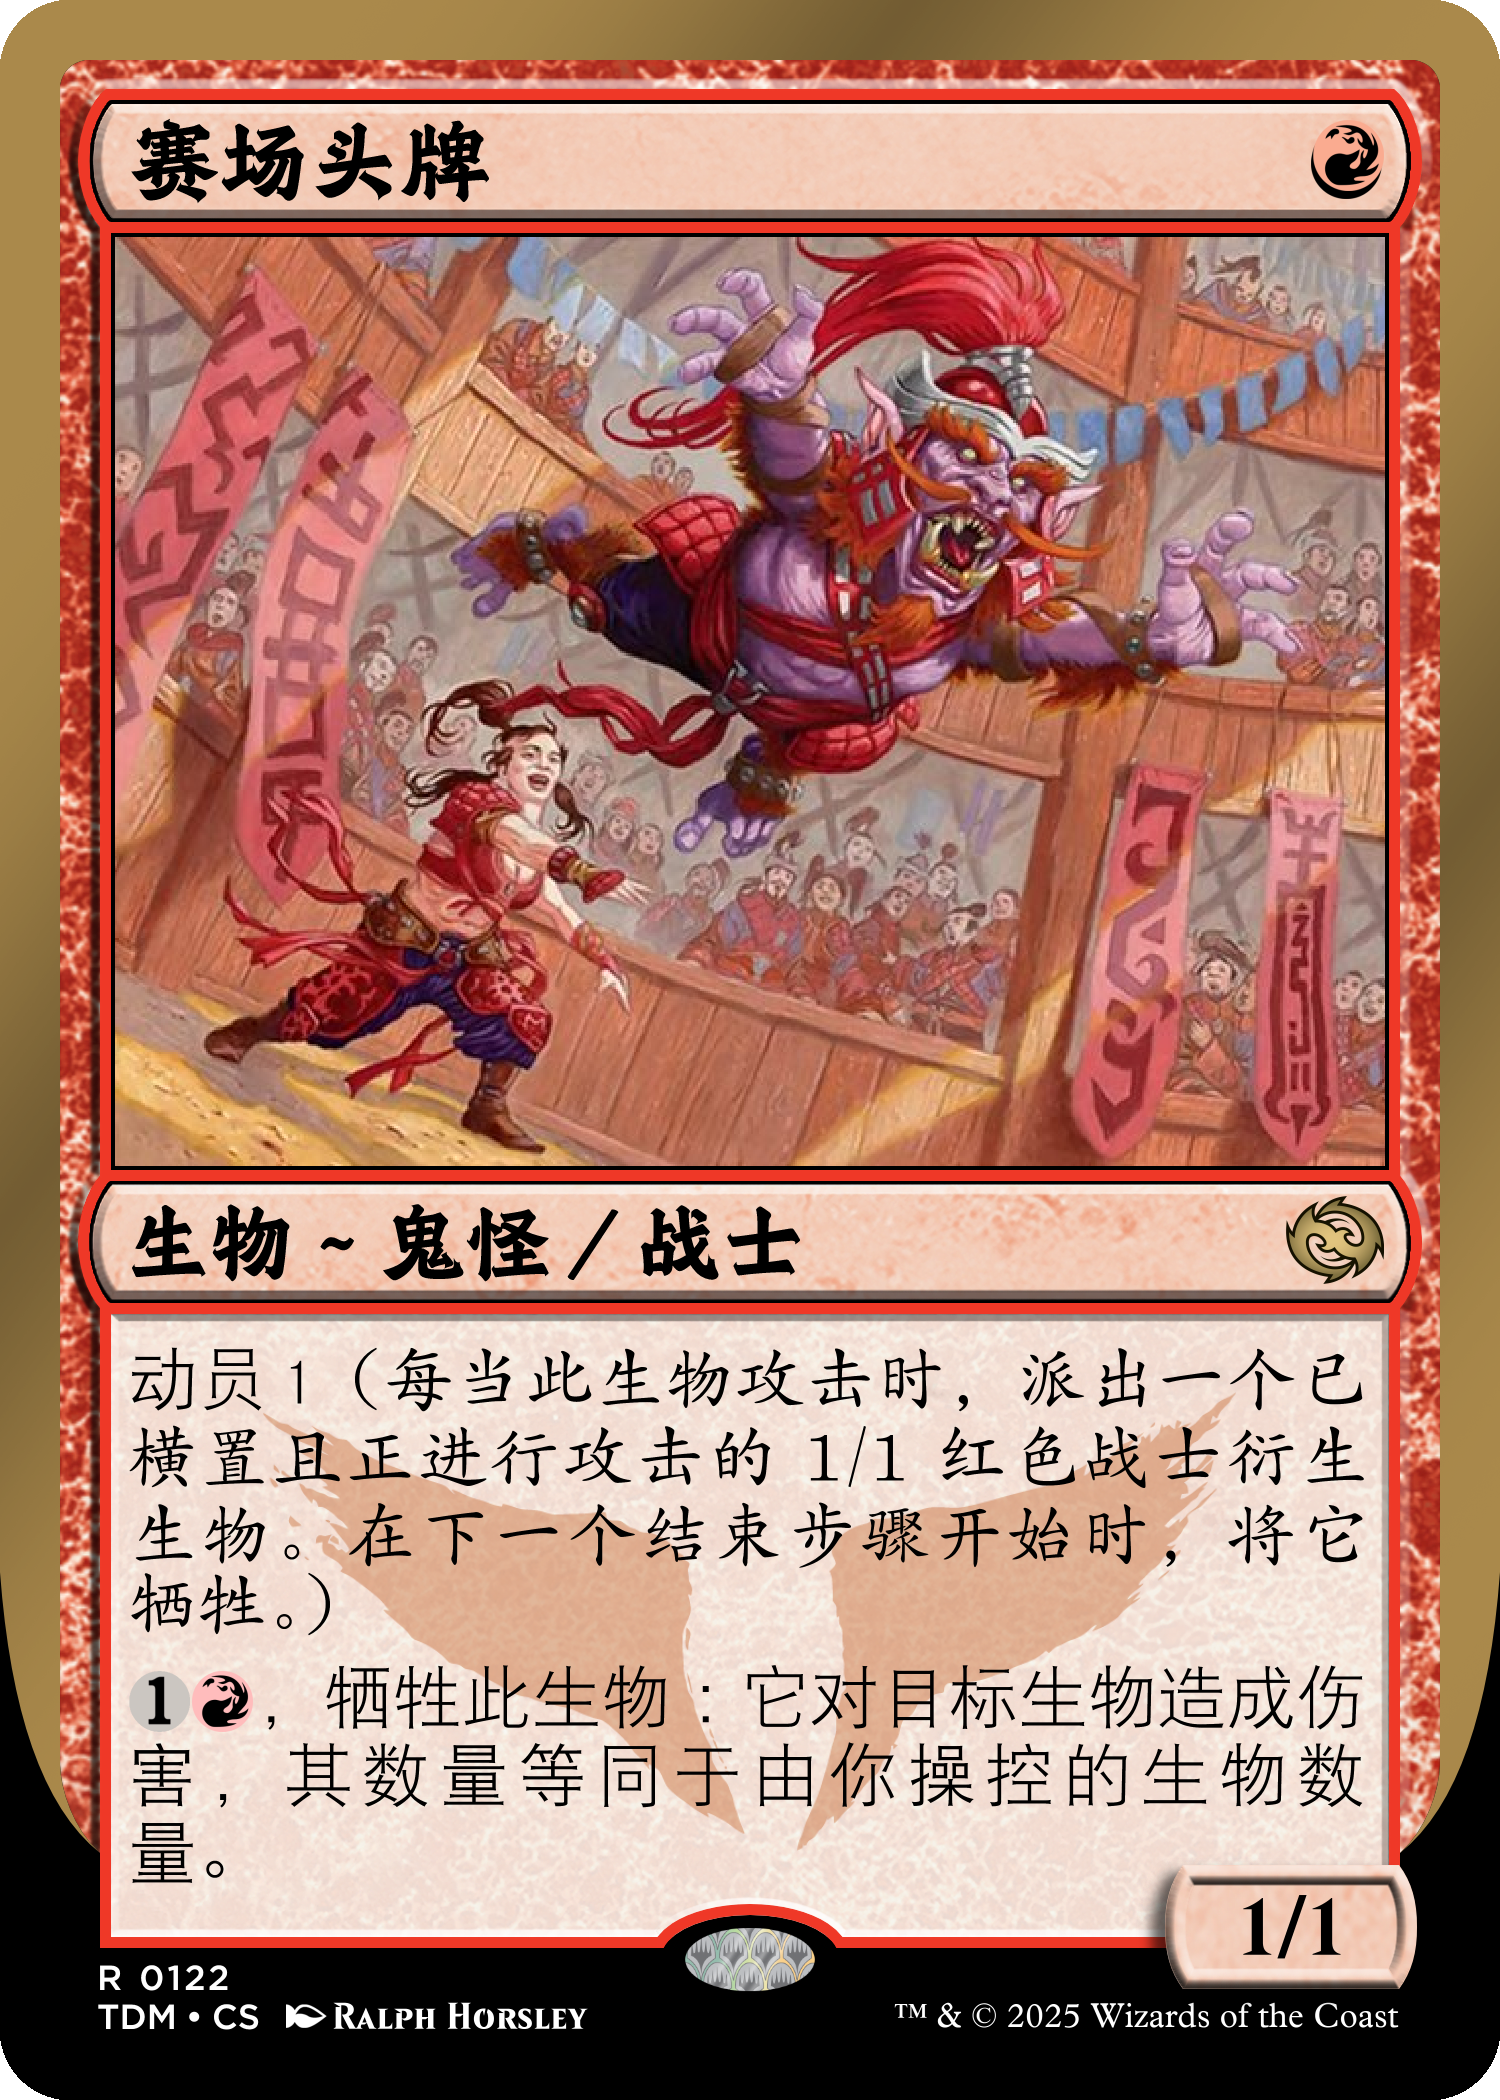 赛场头牌
生物 ~ 鬼怪／战士
动员 1（每当此生物攻击时，派出一个已
横置且正进行攻击的 1/1 红色战士衍生
生物。在下一个结束步骤开始时，将它
牺牲。）
1，牺牲此生物：它对目标生物造成伤
害，其数量等同于由你操控的生物数
量。
1/1
R 0122
TDM • CS RALPH HORSLEY
™ & © 2025 Wizards of the Coast